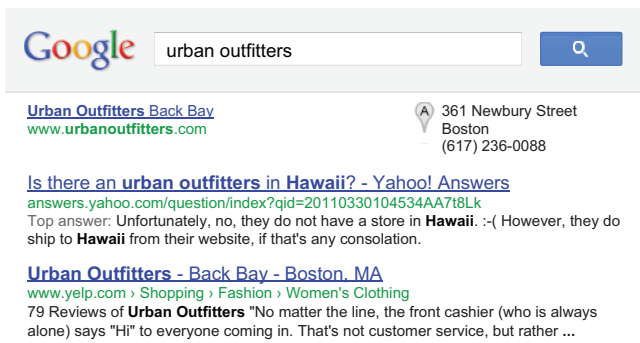 Google
urban outfitters
Urban Outfitters Back Bay
www.urbanoutfitters.com
A
361 Newbury Street
Boston
(617) 236-0088
Is there an urban outfitters in Hawaii? - Yahoo! Answers
answers.yahoo.com/question/index?qid=20110330104534AA7t8Lk
Top answer: Unfortunately, no, they do not have a store in Hawaii. :-( However, they do
ship to Hawaii from their website, if that's any consolation.
Urban Outfitters - Back Bay - Boston, MA
www.yelp.com › Shopping › Fashion › Women's Clothing
79 Reviews of Urban Outfitters "No matter the line, the front cashier (who is always
alone) says "Hi" to everyone coming in. That's not customer service, but rather ...